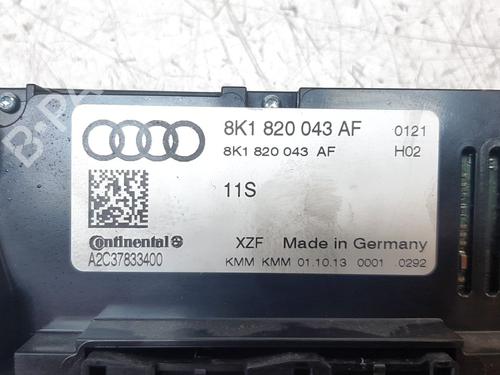 8K1 820 043 AF 0121
8K1 820 043 AF H02
11S
Continental XZF Made in Germany
A2C37833400 KMM KMM 01.10.13 0001 0292
B-PA